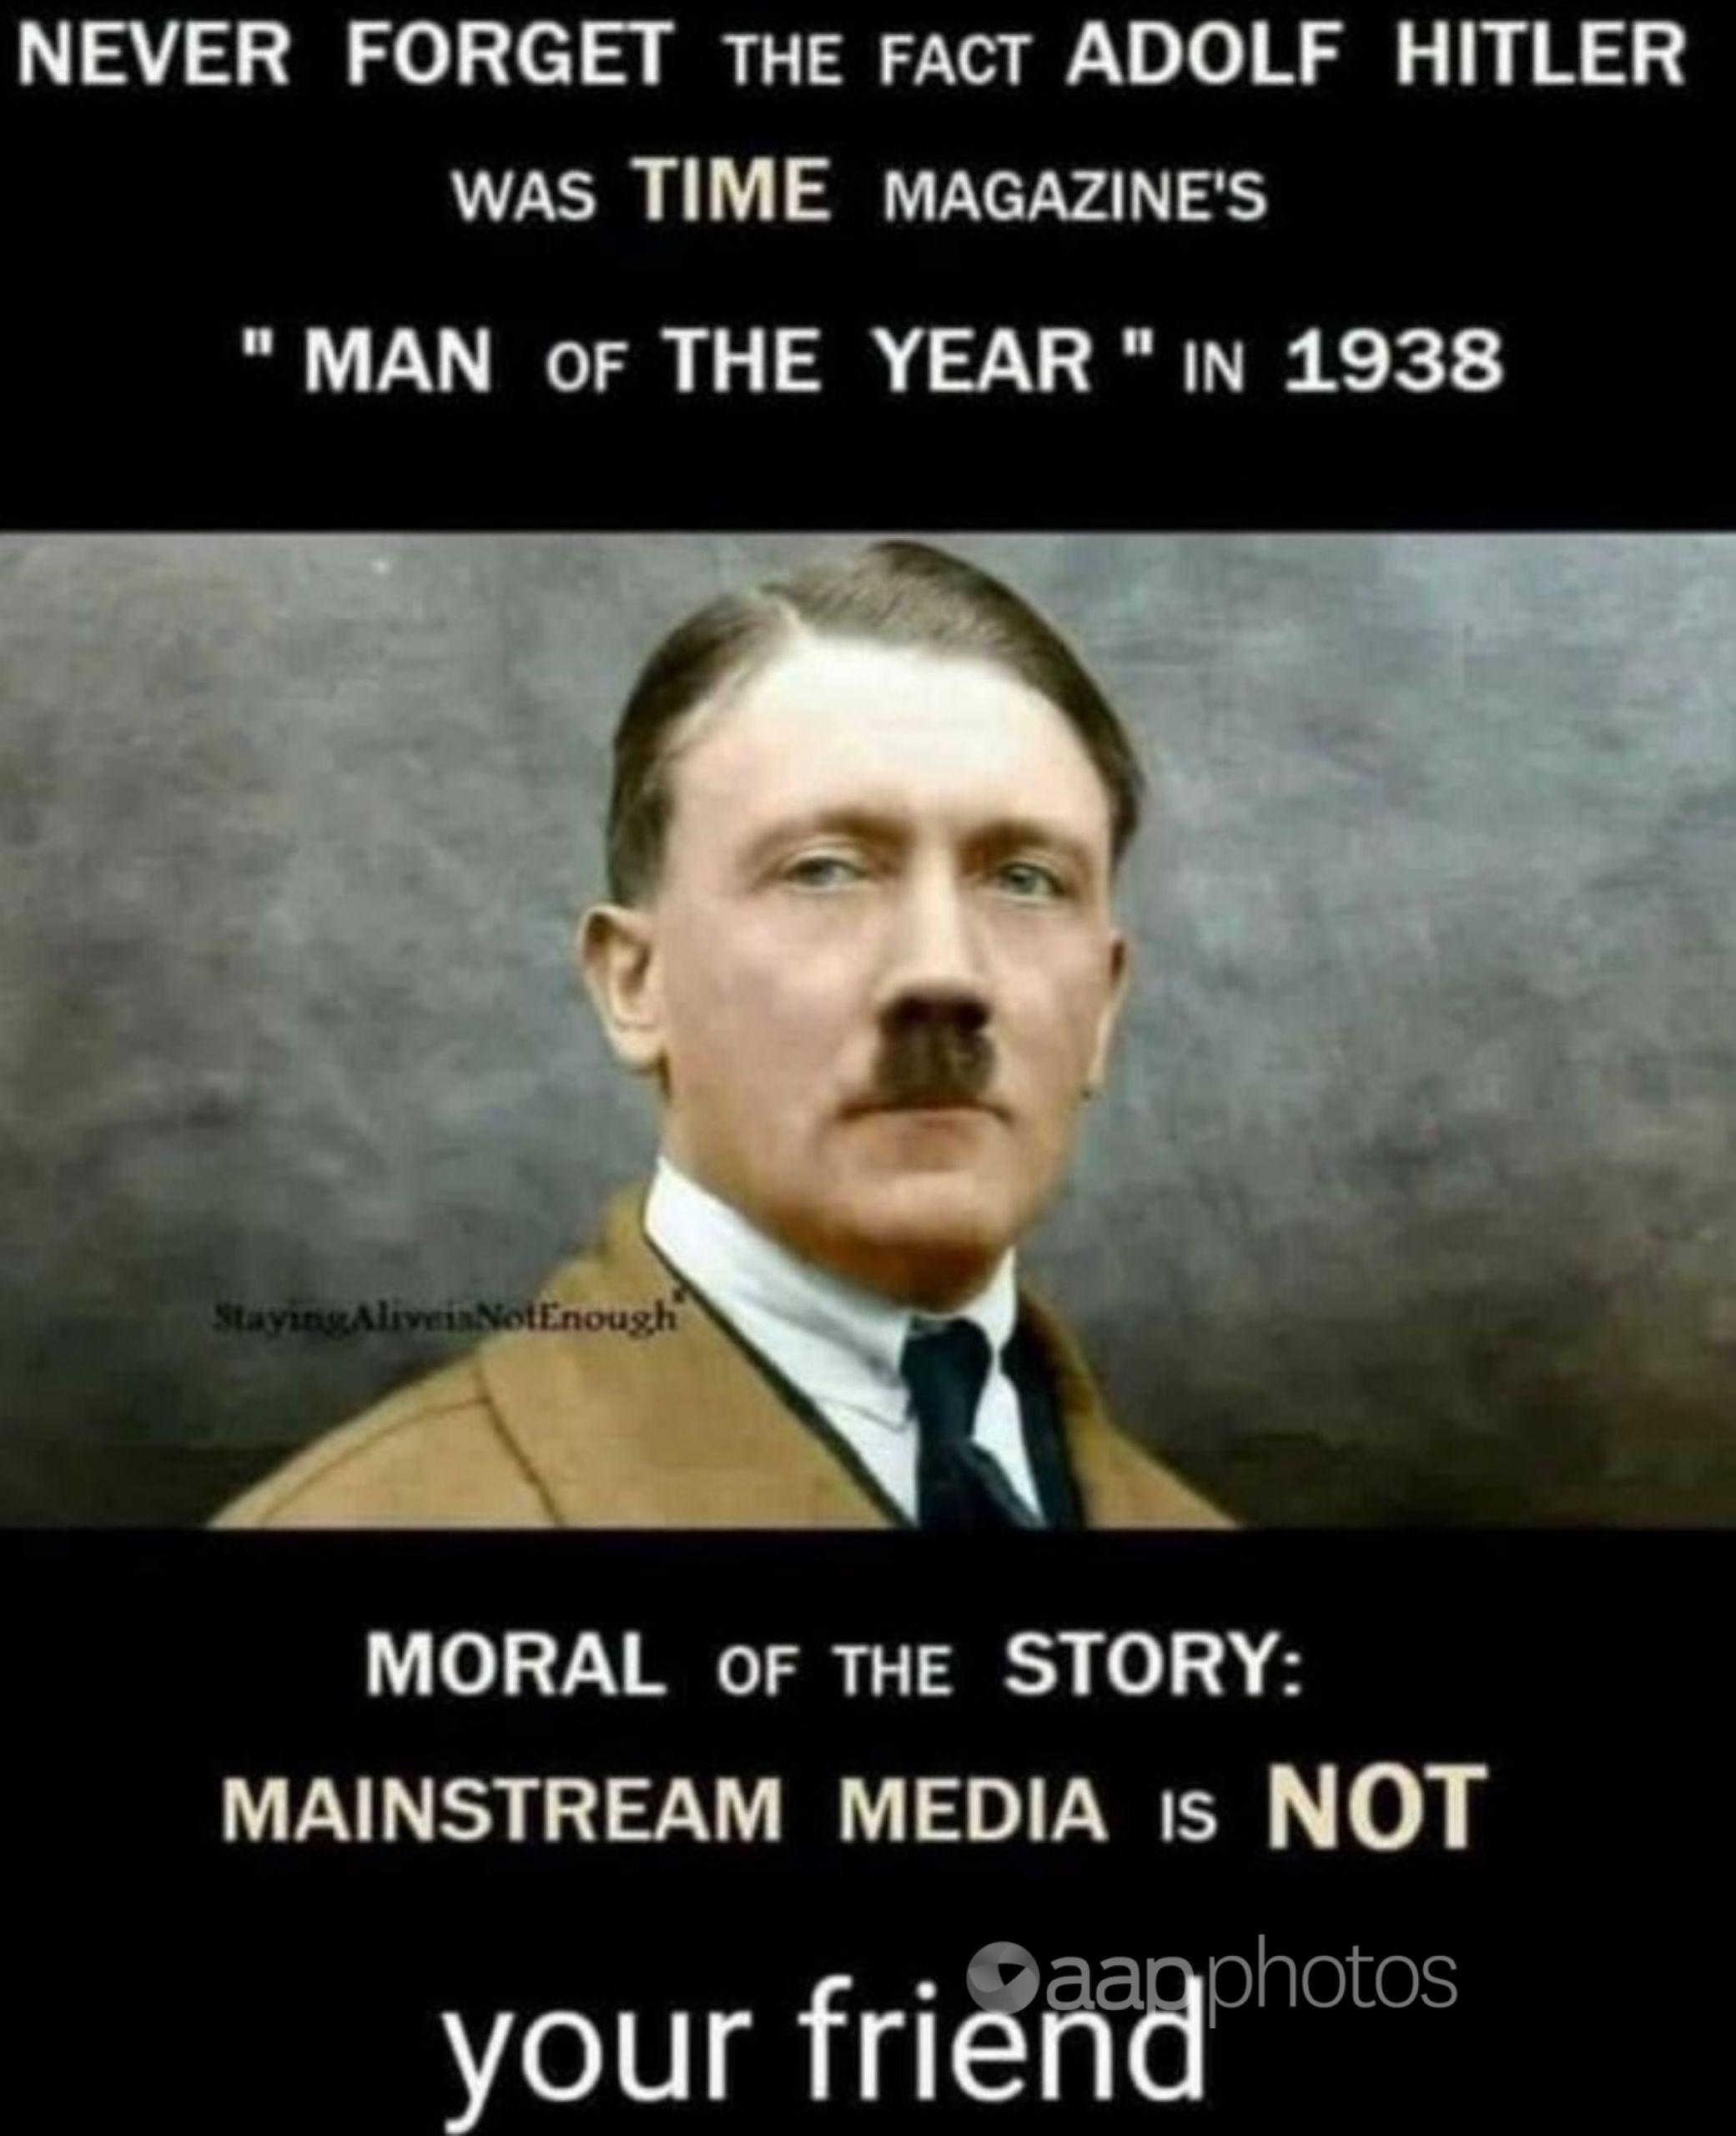 NEVER FORGET THE FACT ADOLF HITLER
WAS TIME MAGAZINE'S
" MAN OF THE YEAR " IN 1938
StayingAliveisNotEnough
MORAL OF THE STORY:
MAINSTREAM MEDIA IS NOT
aapphotos
your friend